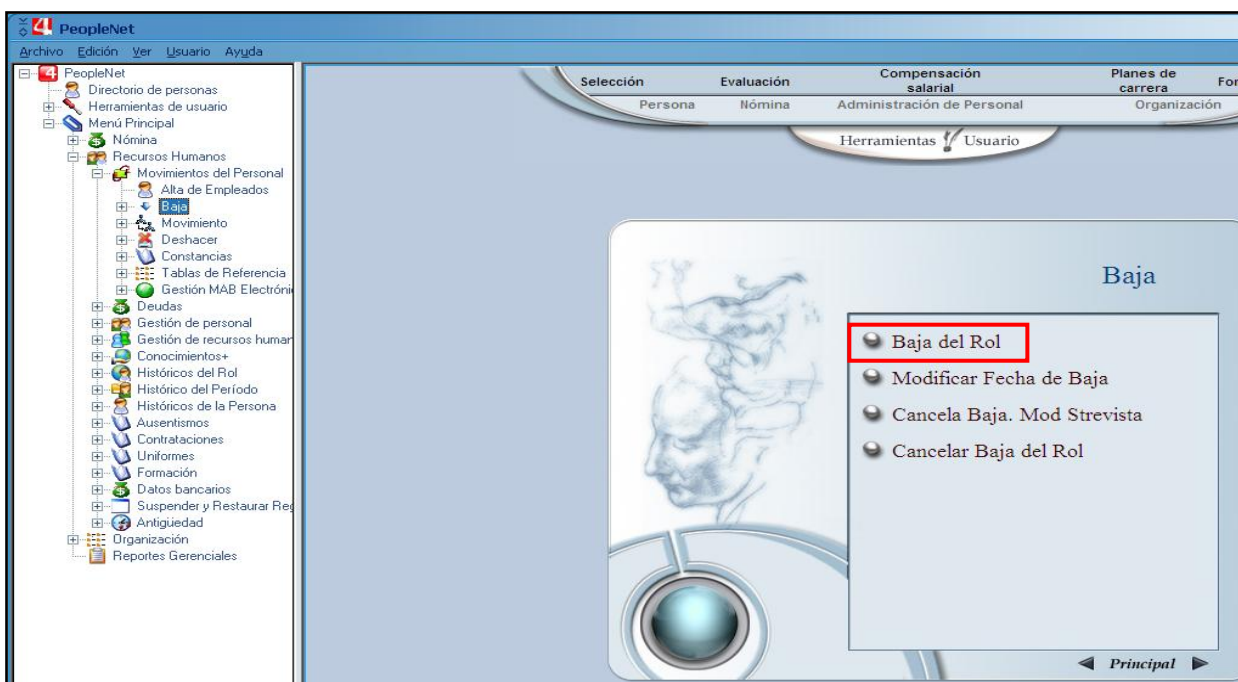 PeopleNet
Archivo Edición Ver Usuario Ayuda
PeopleNet
Directorio de personas
Herramientas de usuario
Menú Principal
Nómina
Recursos Humanos
Movimientos del Personal
Alta de Empleados
Baja
Movimiento
Deshacer
Constancias
Tablas de Referencia
Gestión MAB Electróni
Deudas
Gestión de personal
Gestión de recursos humar
Conocimientos+
Históricos del Rol
Histórico del Período
Históricos de la Persona
Ausentismos
Contrataciones
Uniformes
Formación
Datos bancarios
Suspender y Restaurar Reg
Antigüedad
Organización
Reportes Gerenciales
Selección Evaluación Compensación salarial Planes de carrera For
Persona Nómina Administración de Personal Organización
Herramientas Usuario
Baja
Baja del Rol
Modificar Fecha de Baja
Cancela Baja. Mod Strevista
Cancelar Baja del Rol
Principal